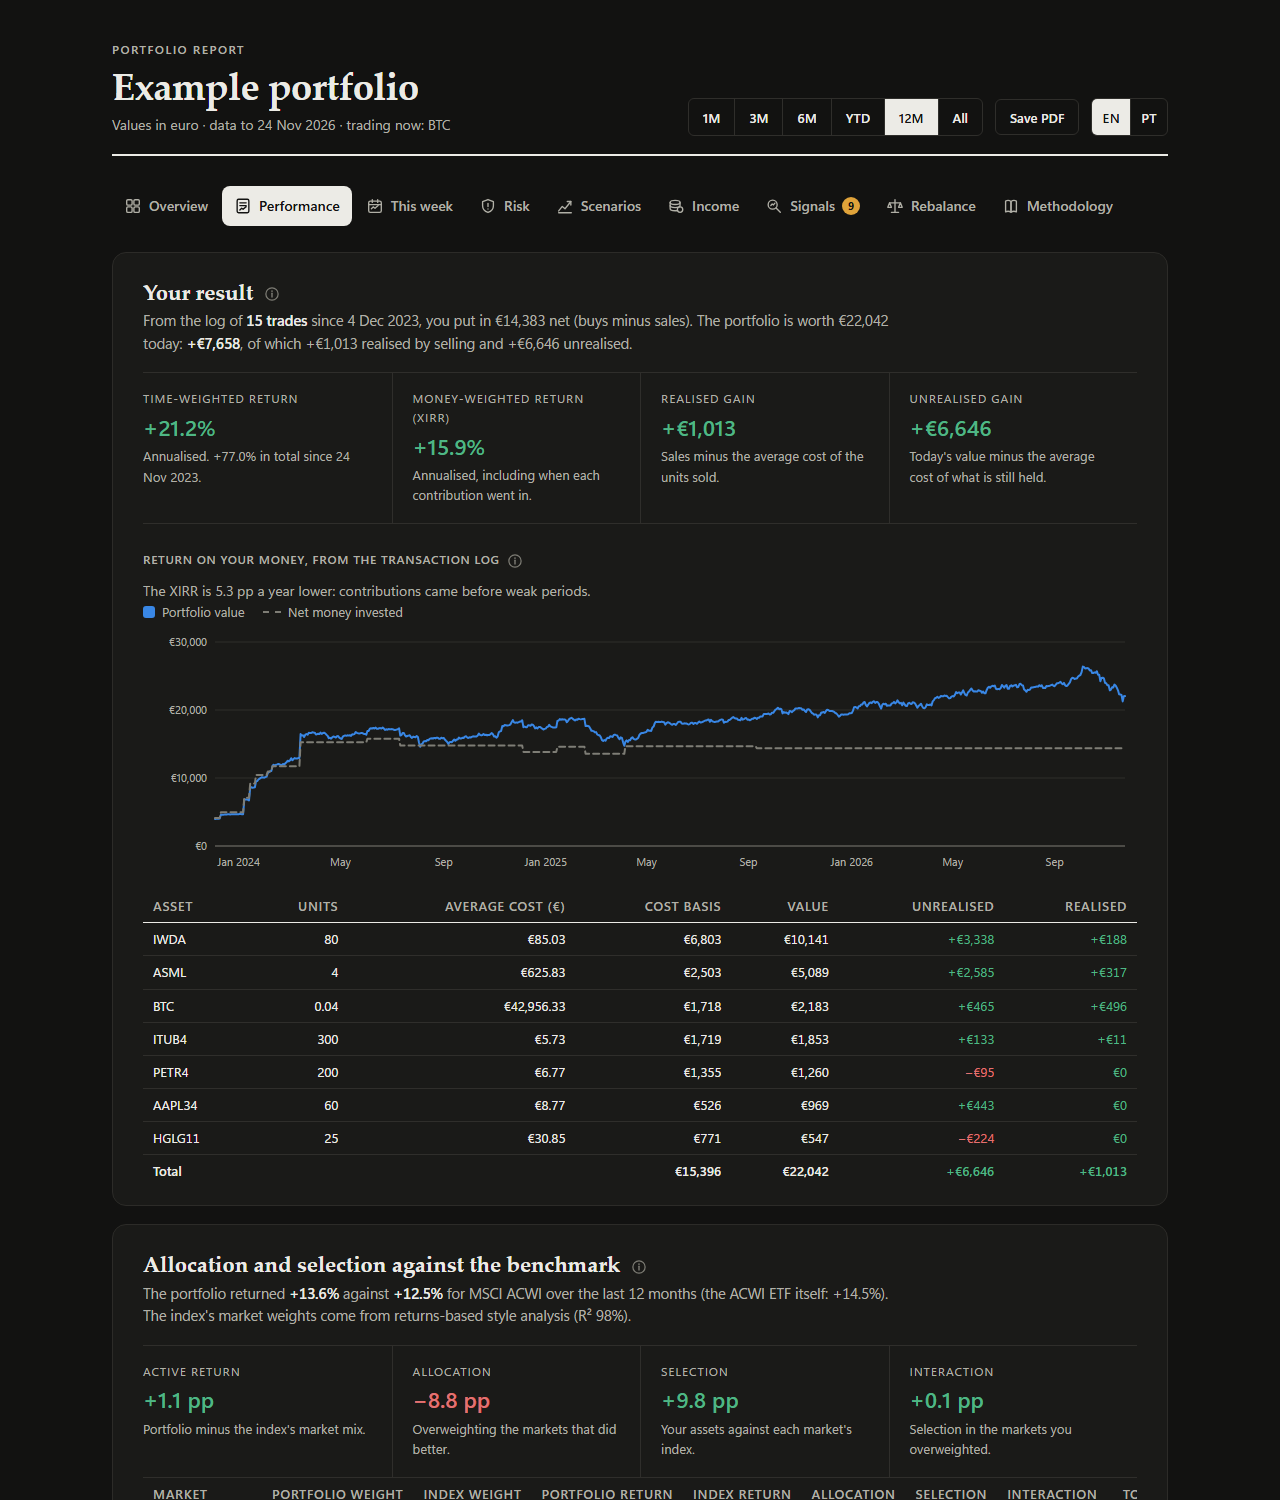 PORTFOLIO REPORT
Example portfolio
Values in euro · data to 24 Nov 2026 · trading now: BTC
1M 3M 6M YTD 12M All Save PDF EN PT
Overview Performance This week Risk Scenarios Income Signals 9 Rebalance Methodology
Your result
From the log of 15 trades since 4 Dec 2023, you put in €14,383 net (buys minus sales). The portfolio is worth €22,042
today: +€7,658, of which +€1,013 realised by selling and +€6,646 unrealised.
TIME-WEIGHTED RETURN
+21.2%
Annualised. +77.0% in total since 24
Nov 2023.
MONEY-WEIGHTED RETURN
(XIRR)
+15.9%
Annualised, including when each
contribution went in.
REALISED GAIN
+€1,013
Sales minus the average cost of the
units sold.
UNREALISED GAIN
+€6,646
Today's value minus the average
cost of what is still held.
RETURN ON YOUR MONEY, FROM THE TRANSACTION LOG
The XIRR is 5.3 pp a year lower: contributions came before weak periods.
Portfolio value Net money invested
€30,000
€20,000
€10,000
€0
Jan 2024 May Sep Jan 2025 May Sep Jan 2026 May Sep
ASSET UNITS AVERAGE COST (€) COST BASIS VALUE UNREALISED REALISED
IWDA 80 €85.03 €6,803 €10,141 +€3,338 +€188
ASML 4 €625.83 €2,503 €5,089 +€2,585 +€317
BTC 0.04 €42,956.33 €1,718 €2,183 +€465 +€496
ITUB4 300 €5.73 €1,719 €1,853 +€133 +€11
PETR4 200 €6.77 €1,355 €1,260 −€95 €0
AAPL34 60 €8.77 €526 €969 +€443 €0
HGLG11 25 €30.85 €771 €547 −€224 €0
Total €15,396 €22,042 +€6,646 +€1,013
Allocation and selection against the benchmark
The portfolio returned +13.6% against +12.5% for MSCI ACWI over the last 12 months (the ACWI ETF itself: +14.5%).
The index's market weights come from returns-based style analysis (R² 98%).
ACTIVE RETURN
+1.1 pp
Portfolio minus the index's market mix.
ALLOCATION
−8.8 pp
Overweighting the markets that did
better.
SELECTION
+9.8 pp
Your assets against each market's
index.
INTERACTION
+0.1 pp
Selection in the markets you
overweighted.
MARKET PORTFOLIO WEIGHT INDEX WEIGHT PORTFOLIO RETURN INDEX RETURN ALLOCATION SELECTION INTERACTION